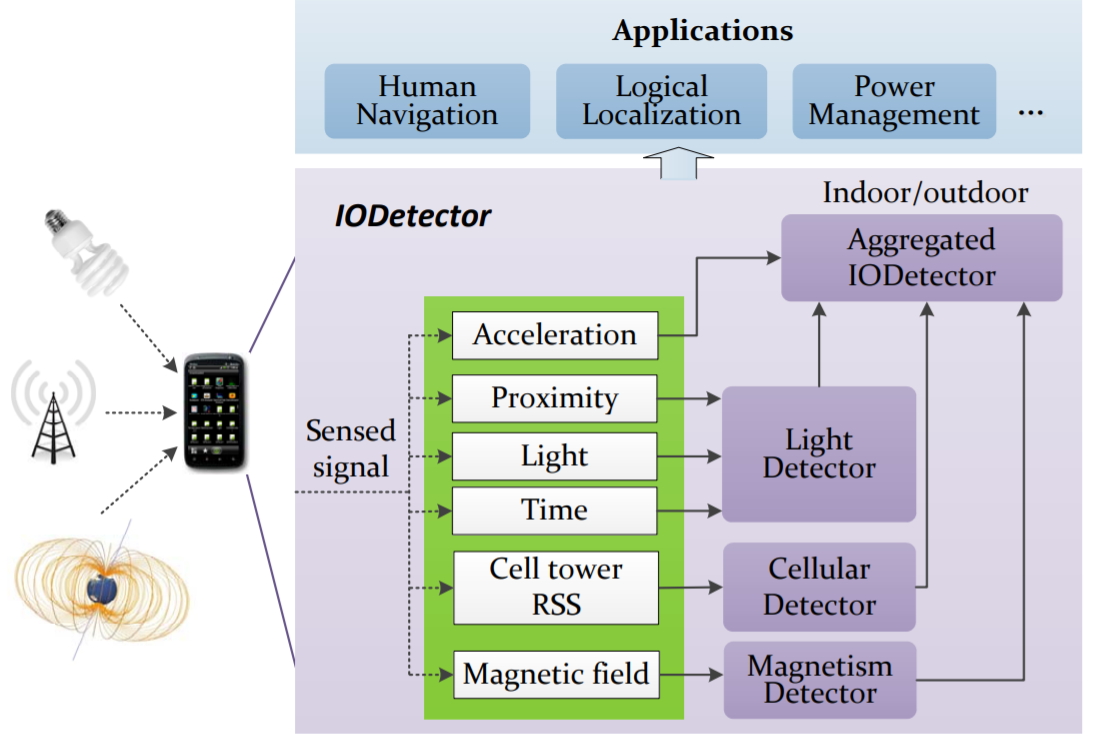 Applications
Human
Navigation
Logical
Localization
Power
Management
...
IODetector
Indoor/outdoor
Aggregated
IODetector
Sensed
signal
Acceleration
Proximity
Light
Time
Cell tower
RSS
Magnetic field
Light
Detector
Cellular
Detector
Magnetism
Detector